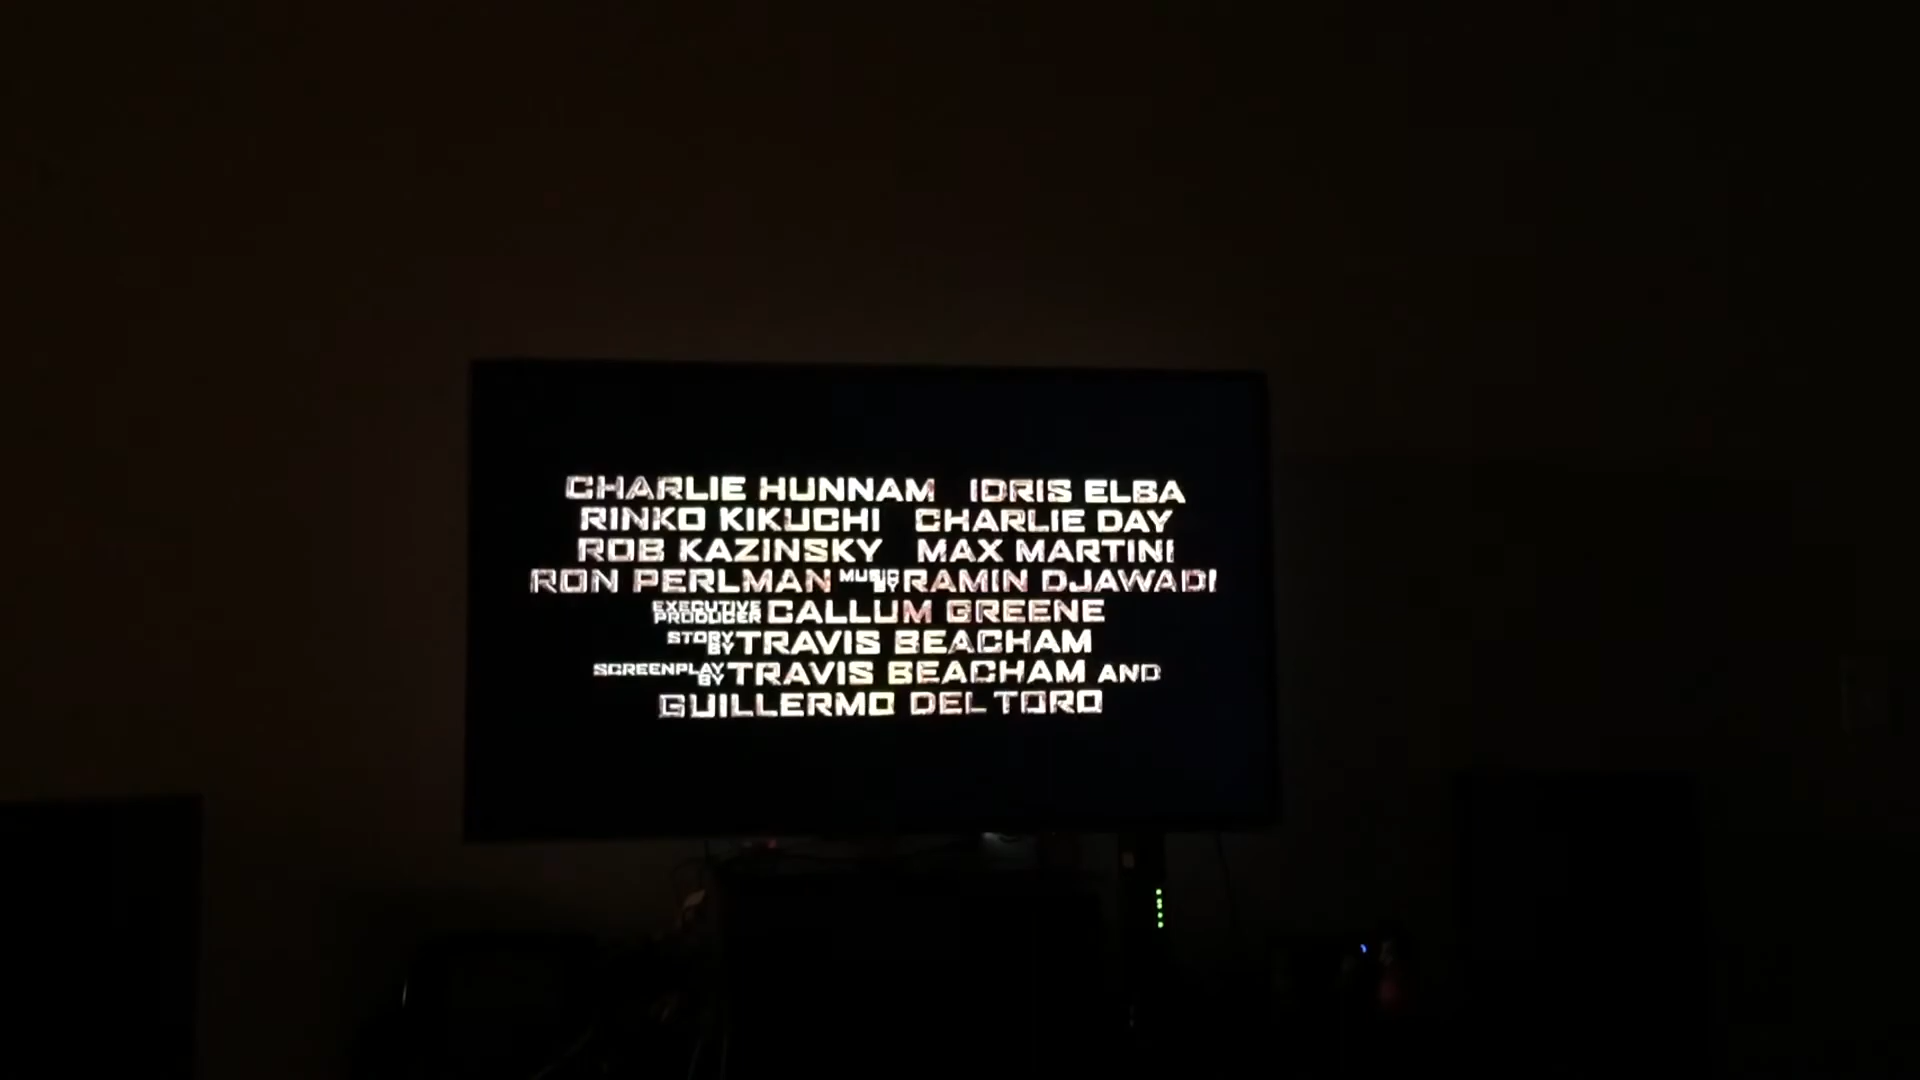 CHARLIE HUNNAM IDRIS ELBA
RINKO KIKUCHI CHARLIE DAY
ROB KAZINSKY MAX MARTINI
RON PERLMAN MUSIC BY RAMIN DJAWADI
EXECUTIVE PRODUCER CALLUM GREENE
STORY BY TRAVIS BEACHAM
SCREENPLAY BY TRAVIS BEACHAM AND
GUILLERMO DEL TORO